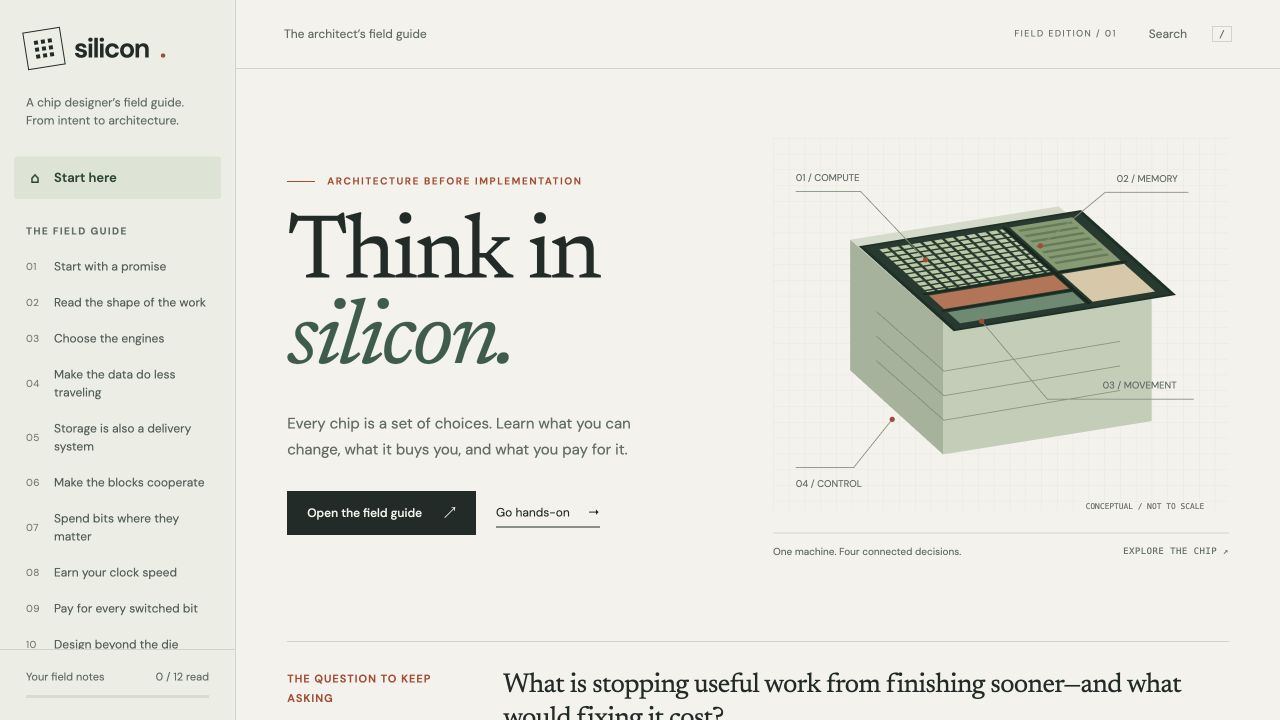 silicon.
A chip designer’s field guide.
From intent to architecture.
Start here
THE FIELD GUIDE
01 Start with a promise
02 Read the shape of the work
03 Choose the engines
04 Make the data do less
traveling
05 Storage is also a delivery
system
06 Make the blocks cooperate
07 Spend bits where they
matter
08 Earn your clock speed
09 Pay for every switched bit
10 Design beyond the die
Your field notes 0 / 12 read
The architect’s field guide
FIELD EDITION / 01
Search /
ARCHITECTURE BEFORE IMPLEMENTATION
Think in
silicon.
Every chip is a set of choices. Learn what you can
change, what it buys you, and what you pay for it.
Open the field guide ↗
Go hands-on →
01 / COMPUTE
02 / MEMORY
03 / MOVEMENT
04 / CONTROL
CONCEPTUAL / NOT TO SCALE
One machine. Four connected decisions.
EXPLORE THE CHIP ↗
THE QUESTION TO KEEP
ASKING
What is stopping useful work from finishing sooner—and what
would fixing it cost?